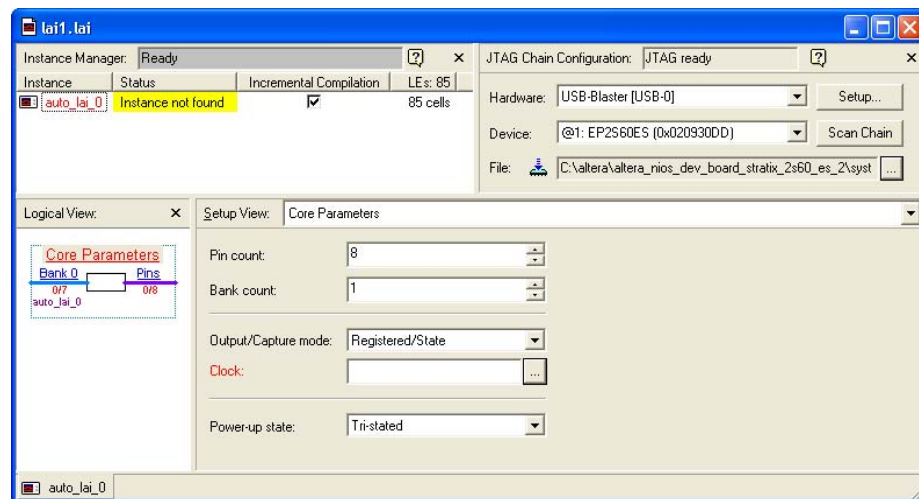 lai1.lai
Instance Manager: Ready
Instance Status Incremental Compilation LEs: 85
auto_lai_0 Instance not found 85 cells
JTAG Chain Configuration: JTAG ready
Hardware: USB-Blaster [USB-0] Setup...
Device: @1: EP2S60ES (0x020930DD) Scan Chain
File: C:\altera\altera_nios_dev_board_stratix_2s60_es_2\syst ...
Logical View:
Core Parameters
Bank 0 Pins
0/7 0/8
auto_lai_0
Setup View: Core Parameters
Pin count: 8
Bank count: 1
Output/Capture mode: Registered/State
Clock: ...
Power-up state: Tri-stated
auto_lai_0